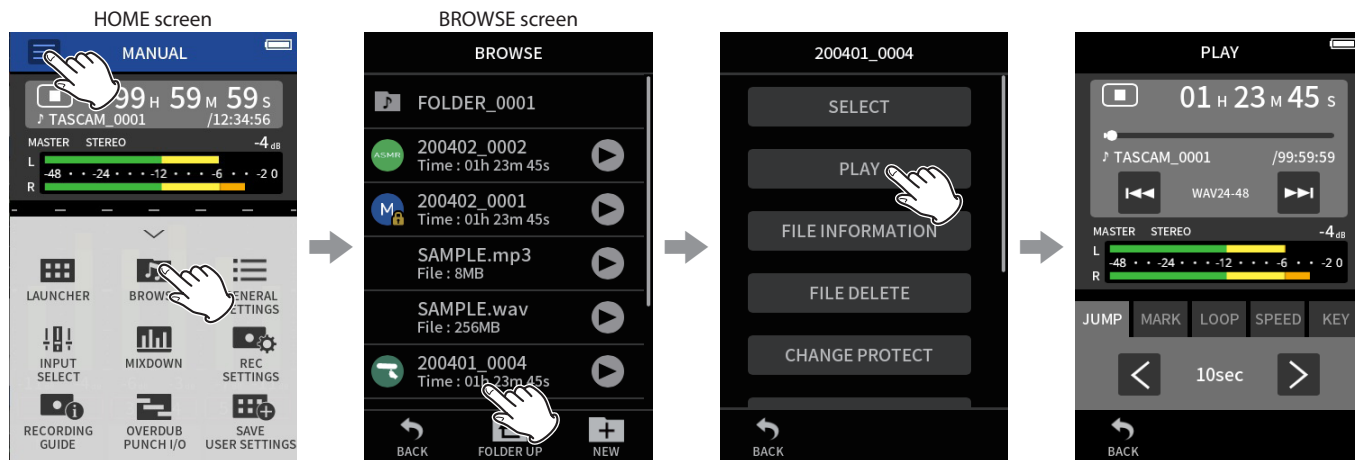 HOME screen
MANUAL
99 H 59 M 59 S
♪ TASCAM_0001 /12:34:56
MASTER STEREO -4 dB
L
-48 · · -24 · · · -12 · · · -6 · · -2 0
R
LAUNCHER
BROWSE
GENERAL
SETTINGS
INPUT
SELECT
MIXDOWN
REC
SETTINGS
RECORDING
GUIDE
OVERDUB
PUNCH I/O
SAVE
USER SETTINGS
BROWSE screen
BROWSE
FOLDER_0001
ASMR
200402_0002
Time : 01h 23m 45s
M
200402_0001
Time : 01h 23m 45s
SAMPLE.mp3
File : 8MB
SAMPLE.wav
File : 256MB
200401_0004
Time : 01h 23m 45s
BACK
FOLDER UP
NEW
200401_0004
SELECT
PLAY
FILE INFORMATION
FILE DELETE
CHANGE PROTECT
BACK
PLAY
01 H 23 M 45 S
♪ TASCAM_0001 /99:59:59
WAV24-48
MASTER STEREO -4 dB
L
-48 · · -24 · · · -12 · · · -6 · · -2 0
R
JUMP MARK LOOP SPEED KEY
< 10sec >
BACK